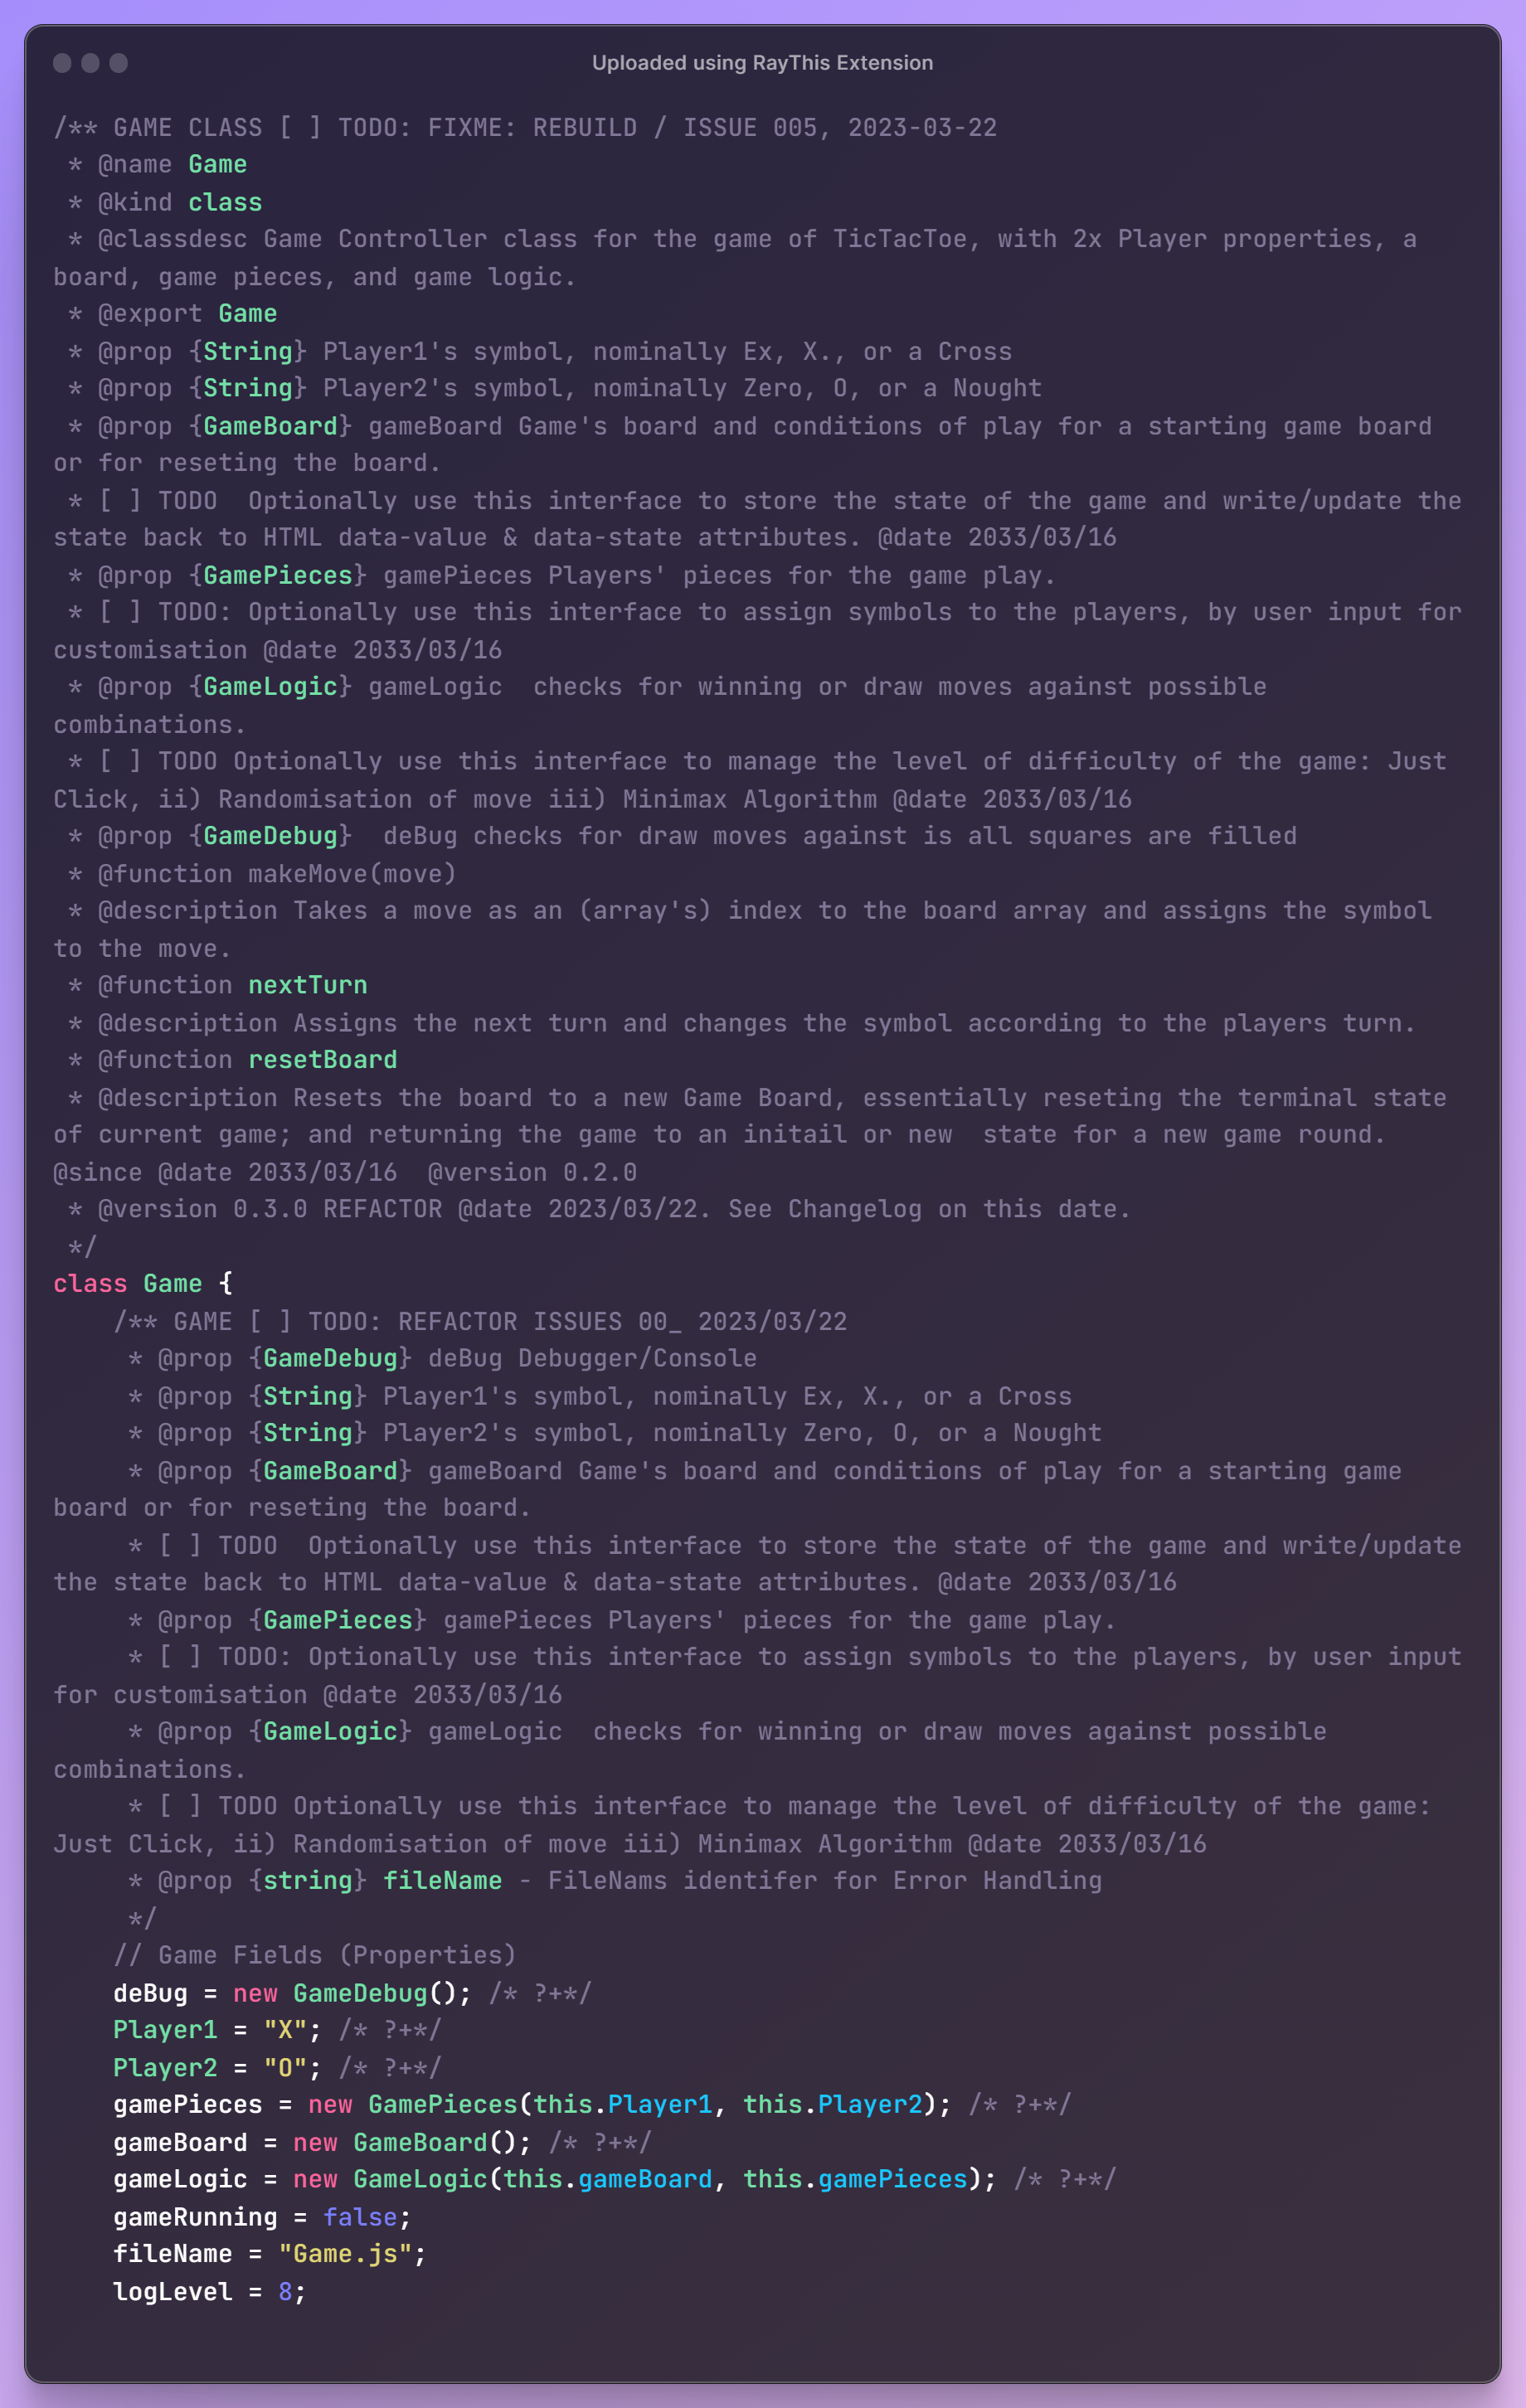 Uploaded using RayThis Extension
/** GAME CLASS [ ] TODO: FIXME: REBUILD / ISSUE 005, 2023-03-22
 * @name Game
 * @kind class
 * @classdesc Game Controller class for the game of TicTacToe, with 2x Player properties, a
board, game pieces, and game logic.
 * @export Game
 * @prop {String} Player1's symbol, nominally Ex, X., or a Cross
 * @prop {String} Player2's symbol, nominally Zero, O, or a Nought
 * @prop {GameBoard} gameBoard Game's board and conditions of play for a starting game board
or for reseting the board.
 * [ ] TODO  Optionally use this interface to store the state of the game and write/update the
state back to HTML data-value & data-state attributes. @date 2033/03/16
 * @prop {GamePieces} gamePieces Players' pieces for the game play.
 * [ ] TODO: Optionally use this interface to assign symbols to the players, by user input for
customisation @date 2033/03/16
 * @prop {GameLogic} gameLogic  checks for winning or draw moves against possible
combinations.
 * [ ] TODO Optionally use this interface to manage the level of difficulty of the game: Just
Click, ii) Randomisation of move iii) Minimax Algorithm @date 2033/03/16
 * @prop {GameDebug}  deBug checks for draw moves against is all squares are filled
 * @function makeMove(move)
 * @description Takes a move as an (array's) index to the board array and assigns the symbol
to the move.
 * @function nextTurn
 * @description Assigns the next turn and changes the symbol according to the players turn.
 * @function resetBoard
 * @description Resets the board to a new Game Board, essentially reseting the terminal state
of current game; and returning the game to an initail or new  state for a new game round.
@since @date 2033/03/16  @version 0.2.0
 * @version 0.3.0 REFACTOR @date 2023/03/22. See Changelog on this date.
 */
class Game {
    /** GAME [ ] TODO: REFACTOR ISSUES 00_ 2023/03/22
     * @prop {GameDebug} deBug Debugger/Console
     * @prop {String} Player1's symbol, nominally Ex, X., or a Cross
     * @prop {String} Player2's symbol, nominally Zero, O, or a Nought
     * @prop {GameBoard} gameBoard Game's board and conditions of play for a starting game
board or for reseting the board.
     * [ ] TODO  Optionally use this interface to store the state of the game and write/update
the state back to HTML data-value & data-state attributes. @date 2033/03/16
     * @prop {GamePieces} gamePieces Players' pieces for the game play.
     * [ ] TODO: Optionally use this interface to assign symbols to the players, by user input
for customisation @date 2033/03/16
     * @prop {GameLogic} gameLogic  checks for winning or draw moves against possible
combinations.
     * [ ] TODO Optionally use this interface to manage the level of difficulty of the game:
Just Click, ii) Randomisation of move iii) Minimax Algorithm @date 2033/03/16
     * @prop {string} fileName - FileNams identifer for Error Handling
     */
    // Game Fields (Properties)
    deBug = new GameDebug(); /* ?+*/
    Player1 = "X"; /* ?+*/
    Player2 = "O"; /* ?+*/
    gamePieces = new GamePieces(this.Player1, this.Player2); /* ?+*/
    gameBoard = new GameBoard(); /* ?+*/
    gameLogic = new GameLogic(this.gameBoard, this.gamePieces); /* ?+*/
    gameRunning = false;
    fileName = "Game.js";
    logLevel = 8;